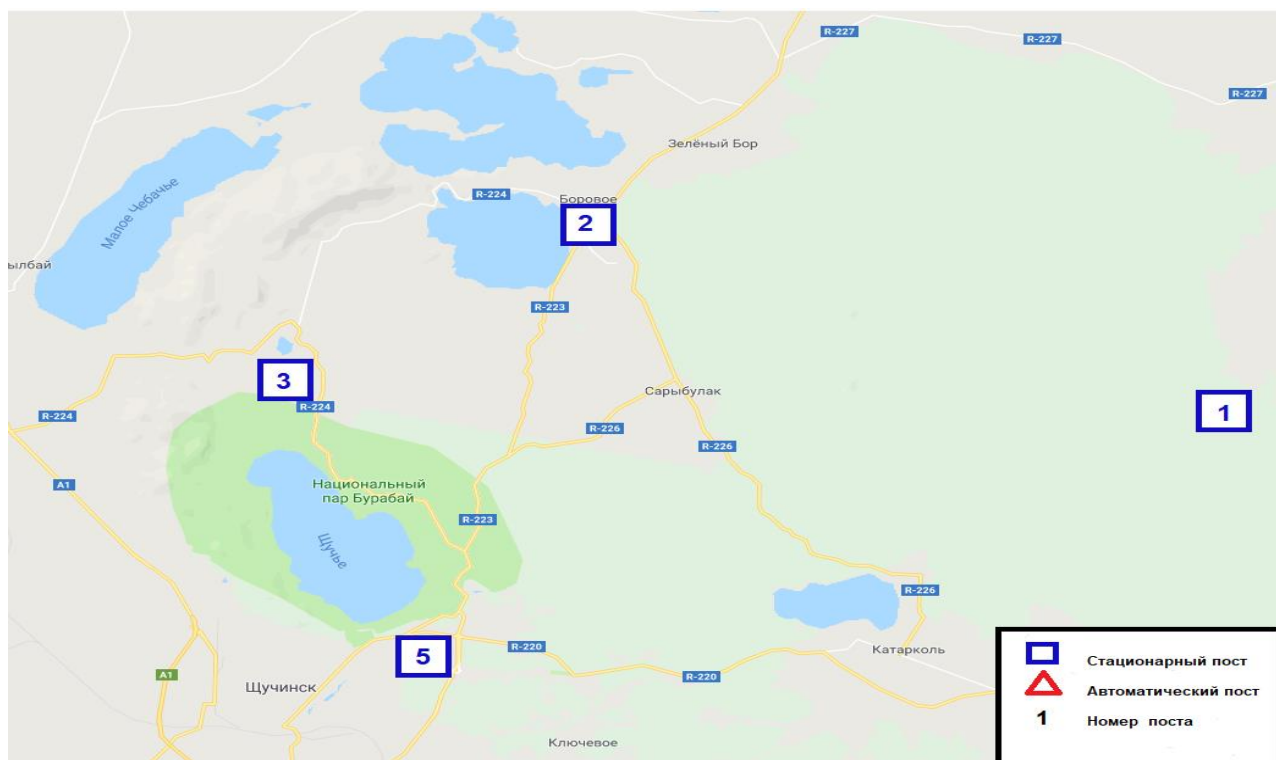 R-227
R-227
R-227
Зелёный Бор
Малое Чебачье
R-224
Боровое
2
ылбай
R-223
3
Сарыбулак
R-224
R-224
1
R-226
R-226
A1
Национальный
пар Бурабай
R-223
Щучье
R-226
5
R-220
Катарколь
A1
R-220
Щучинск
Ключевое
Стационарный пост
Автоматический пост
1 Номер поста